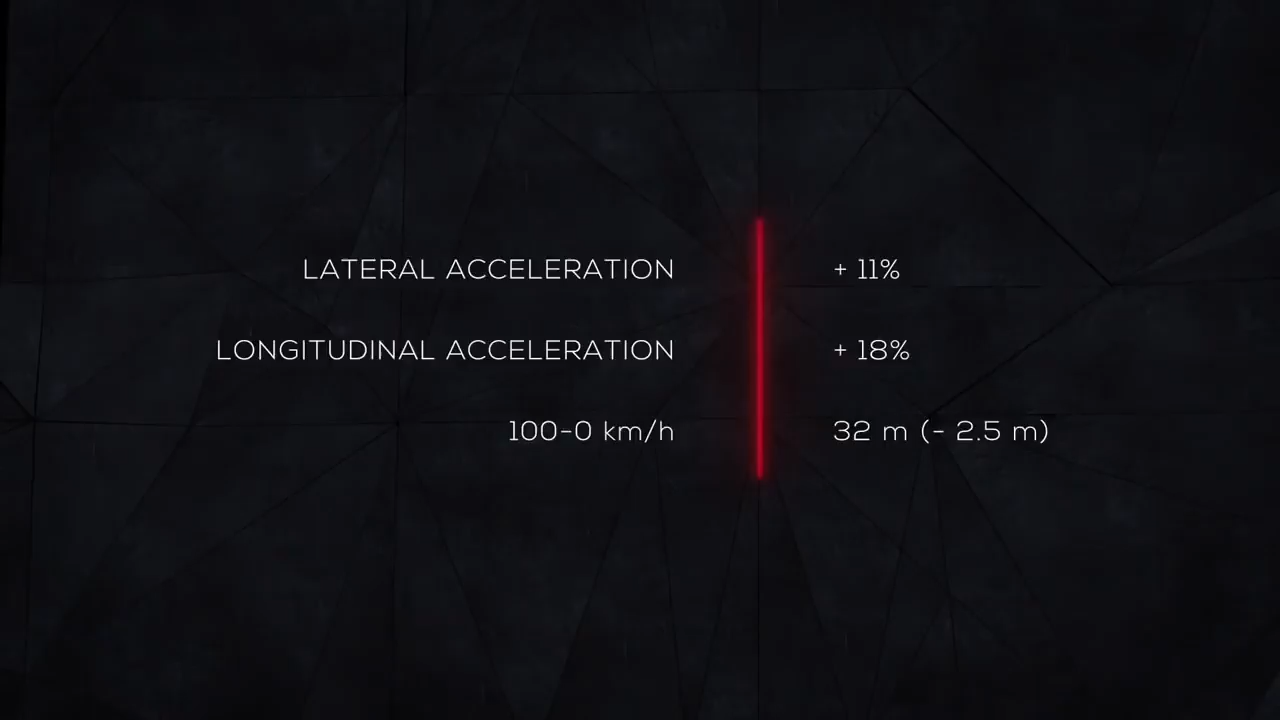 LATERAL ACCELERATION + 11%
LONGITUDINAL ACCELERATION + 18%
100-0 km/h 32 m (- 2.5 m)